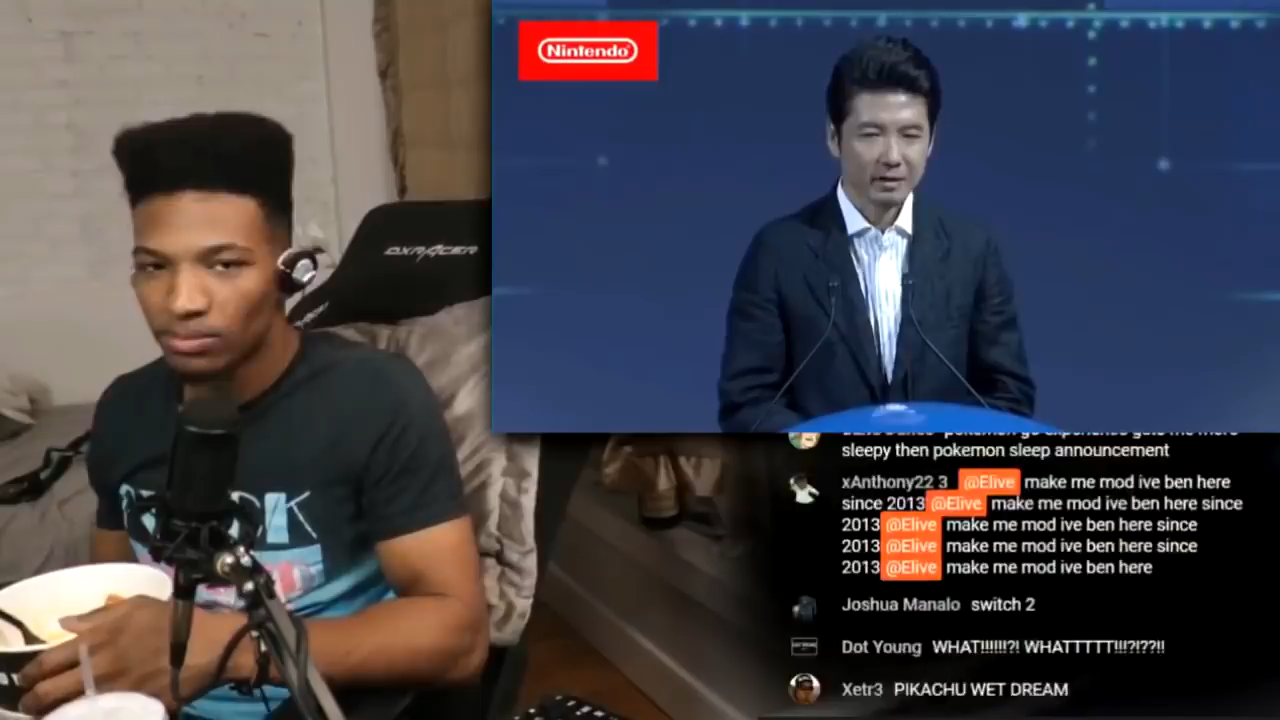 Nintendo
DXRACER
sleepy then pokemon sleep announcement
xAnthony22 3 @Elive make me mod ive ben here
since 2013 @Elive make me mod ive ben here since
2013 @Elive make me mod ive ben here since
2013 @Elive make me mod ive ben here since
2013 @Elive make me mod ive ben here
Joshua Manalo switch 2
Dot Young WHAT!!!!!!?! WHATTTTT!!!?!??!!
Xetr3 PIKACHU WET DREAM